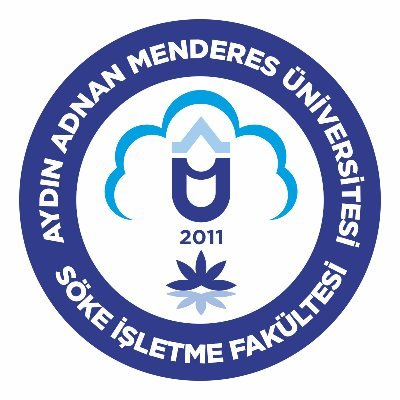 AYDIN ADNAN MENDERES ÜNİVERSİTESİ
2011
SÖKE İŞLETME FAKÜLTESİ